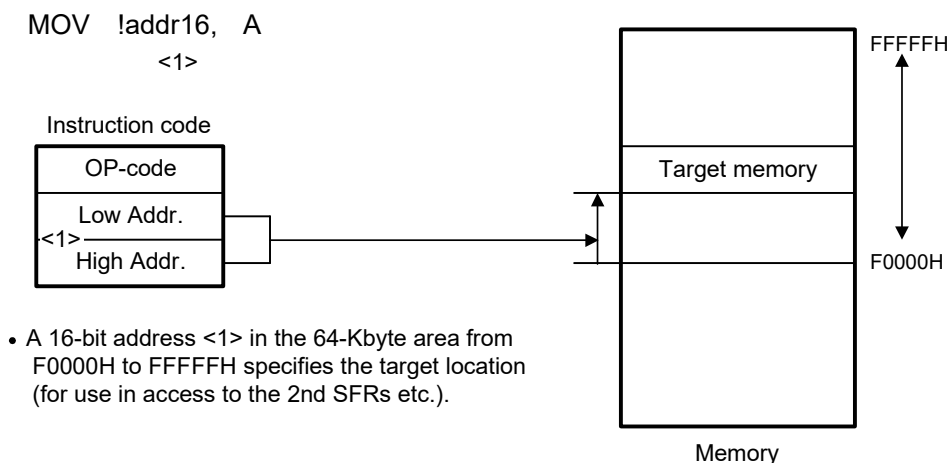 MOV !addr16, A
<1>
Instruction code
OP-code
Low Addr.
<1>
High Addr.
FFFFFH
Target memory
F0000H
Memory
• A 16-bit address <1> in the 64-Kbyte area from
F0000H to FFFFFH specifies the target location
(for use in access to the 2nd SFRs etc.).